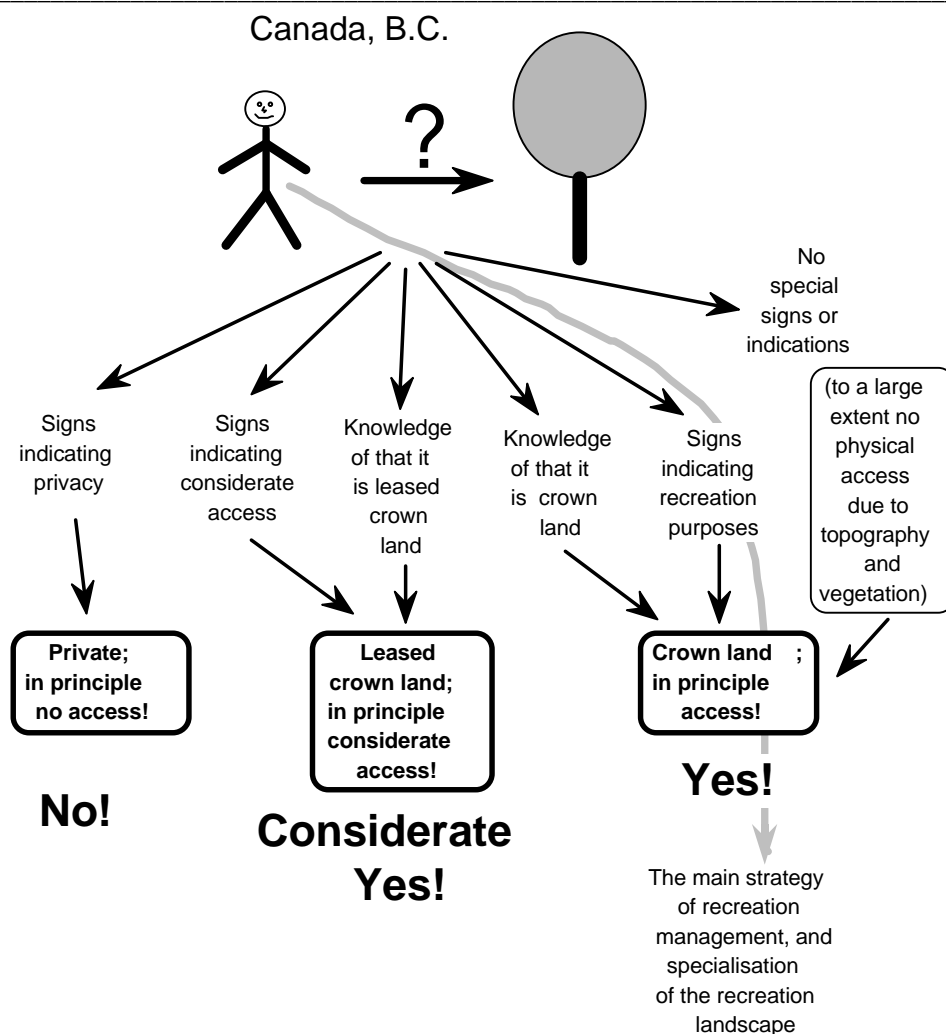 Canada, B.C.
?
No
special
signs or
indications
(to a large
extent no
physical
access
due to
topography
and
vegetation)
Signs
indicating
privacy
Signs
indicating
considerate
access
Knowledge
of that it
is leased
crown
land
Knowledge
of that it
is crown
land
Signs
indicating
recreation
purposes
Private;
in principle
no access!
Leased
crown land;
in principle
considerate
access!
Crown land ;
in principle
access!
No!
Considerate
Yes!
Yes!
The main strategy
of recreation
management, and
specialisation
of the recreation
landscape